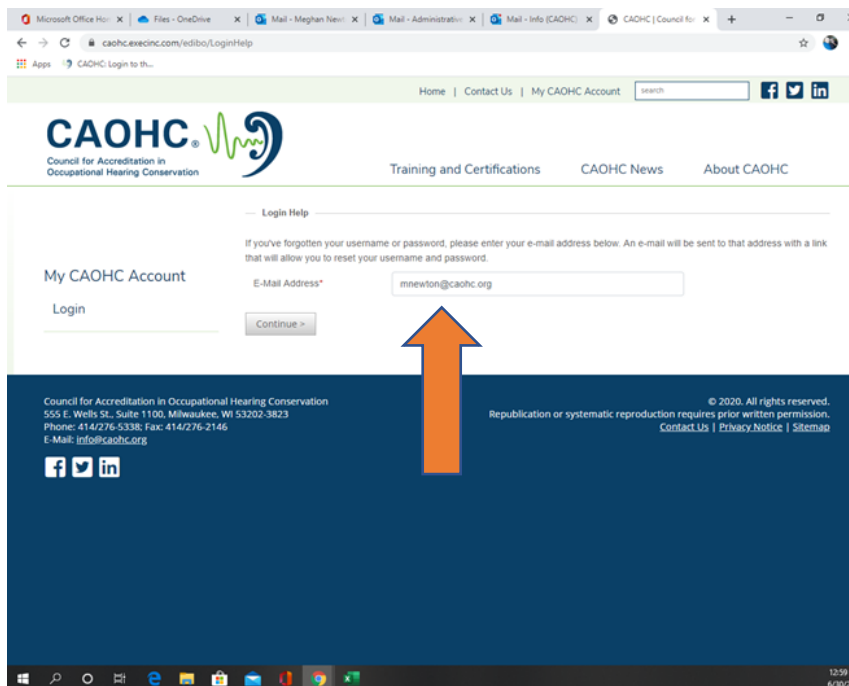 Microsoft Office Hor
Files - OneDrive
Mail - Meghan Newt
Mail - Administrative
Mail - Info (CAOHC)
CAOHC | Council for
caohc.execinc.com/edibo/LoginHelp
Apps
CAOHC: Login to th...
Home | Contact Us | My CAOHC Account
search
CAOHC®
Council for Accreditation in
Occupational Hearing Conservation
Training and Certifications
CAOHC News
About CAOHC
Login Help
If you've forgotten your username or password, please enter your e-mail address below. An e-mail will be sent to that address with a link
that will allow you to reset your username and password.
My CAOHC Account
Login
E-Mail Address*
mnewton@caohc.org
Continue >
Council for Accreditation in Occupational Hearing Conservation
555 E. Wells St., Suite 1100, Milwaukee, WI 53202-3823
Phone: 414/276-5338; Fax: 414/276-2146
E-Mail: info@caohc.org
© 2020. All rights reserved.
Republication or systematic reproduction requires prior written permission.
Contact Us | Privacy Notice | Sitemap
12:59
6/30/2